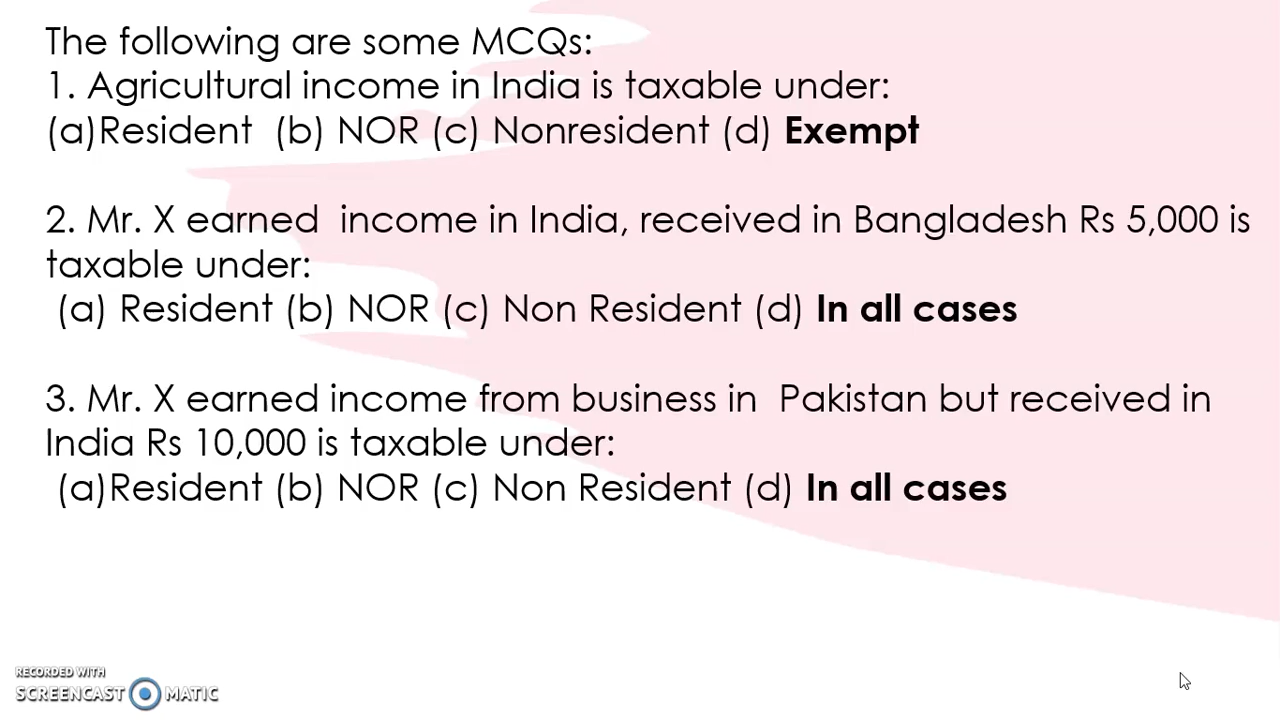 The following are some MCQs:
1. Agricultural income in India is taxable under:
(a)Resident (b) NOR (c) Nonresident (d) Exempt
2. Mr. X earned income in India, received in Bangladesh Rs 5,000 is
taxable under:
(a) Resident (b) NOR (c) Non Resident (d) In all cases
3. Mr. X earned income from business in Pakistan but received in
India Rs 10,000 is taxable under:
(a)Resident (b) NOR (c) Non Resident (d) In all cases
RECORDED WITH
SCREENCAST MATIC